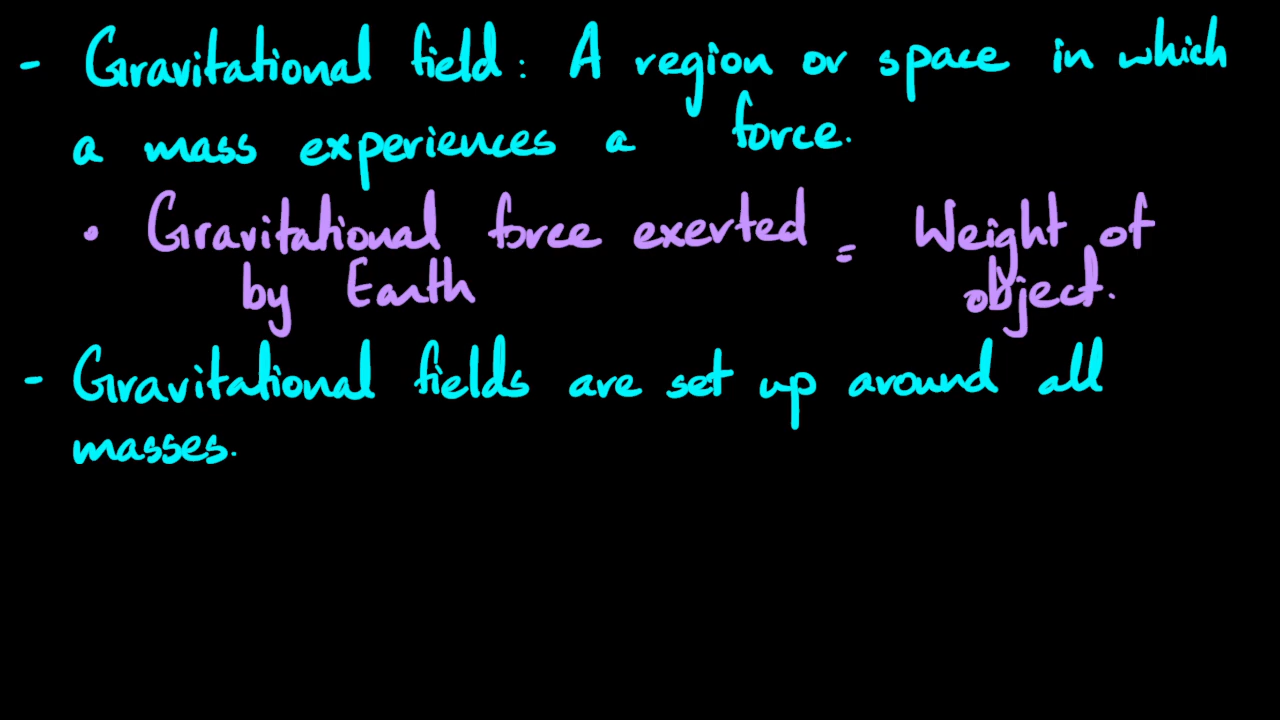 - Gravitational field: A region or space in which
a mass experiences a force.
• Gravitational force exerted = Weight of
by Earth object.
- Gravitational fields are set up around all
masses.